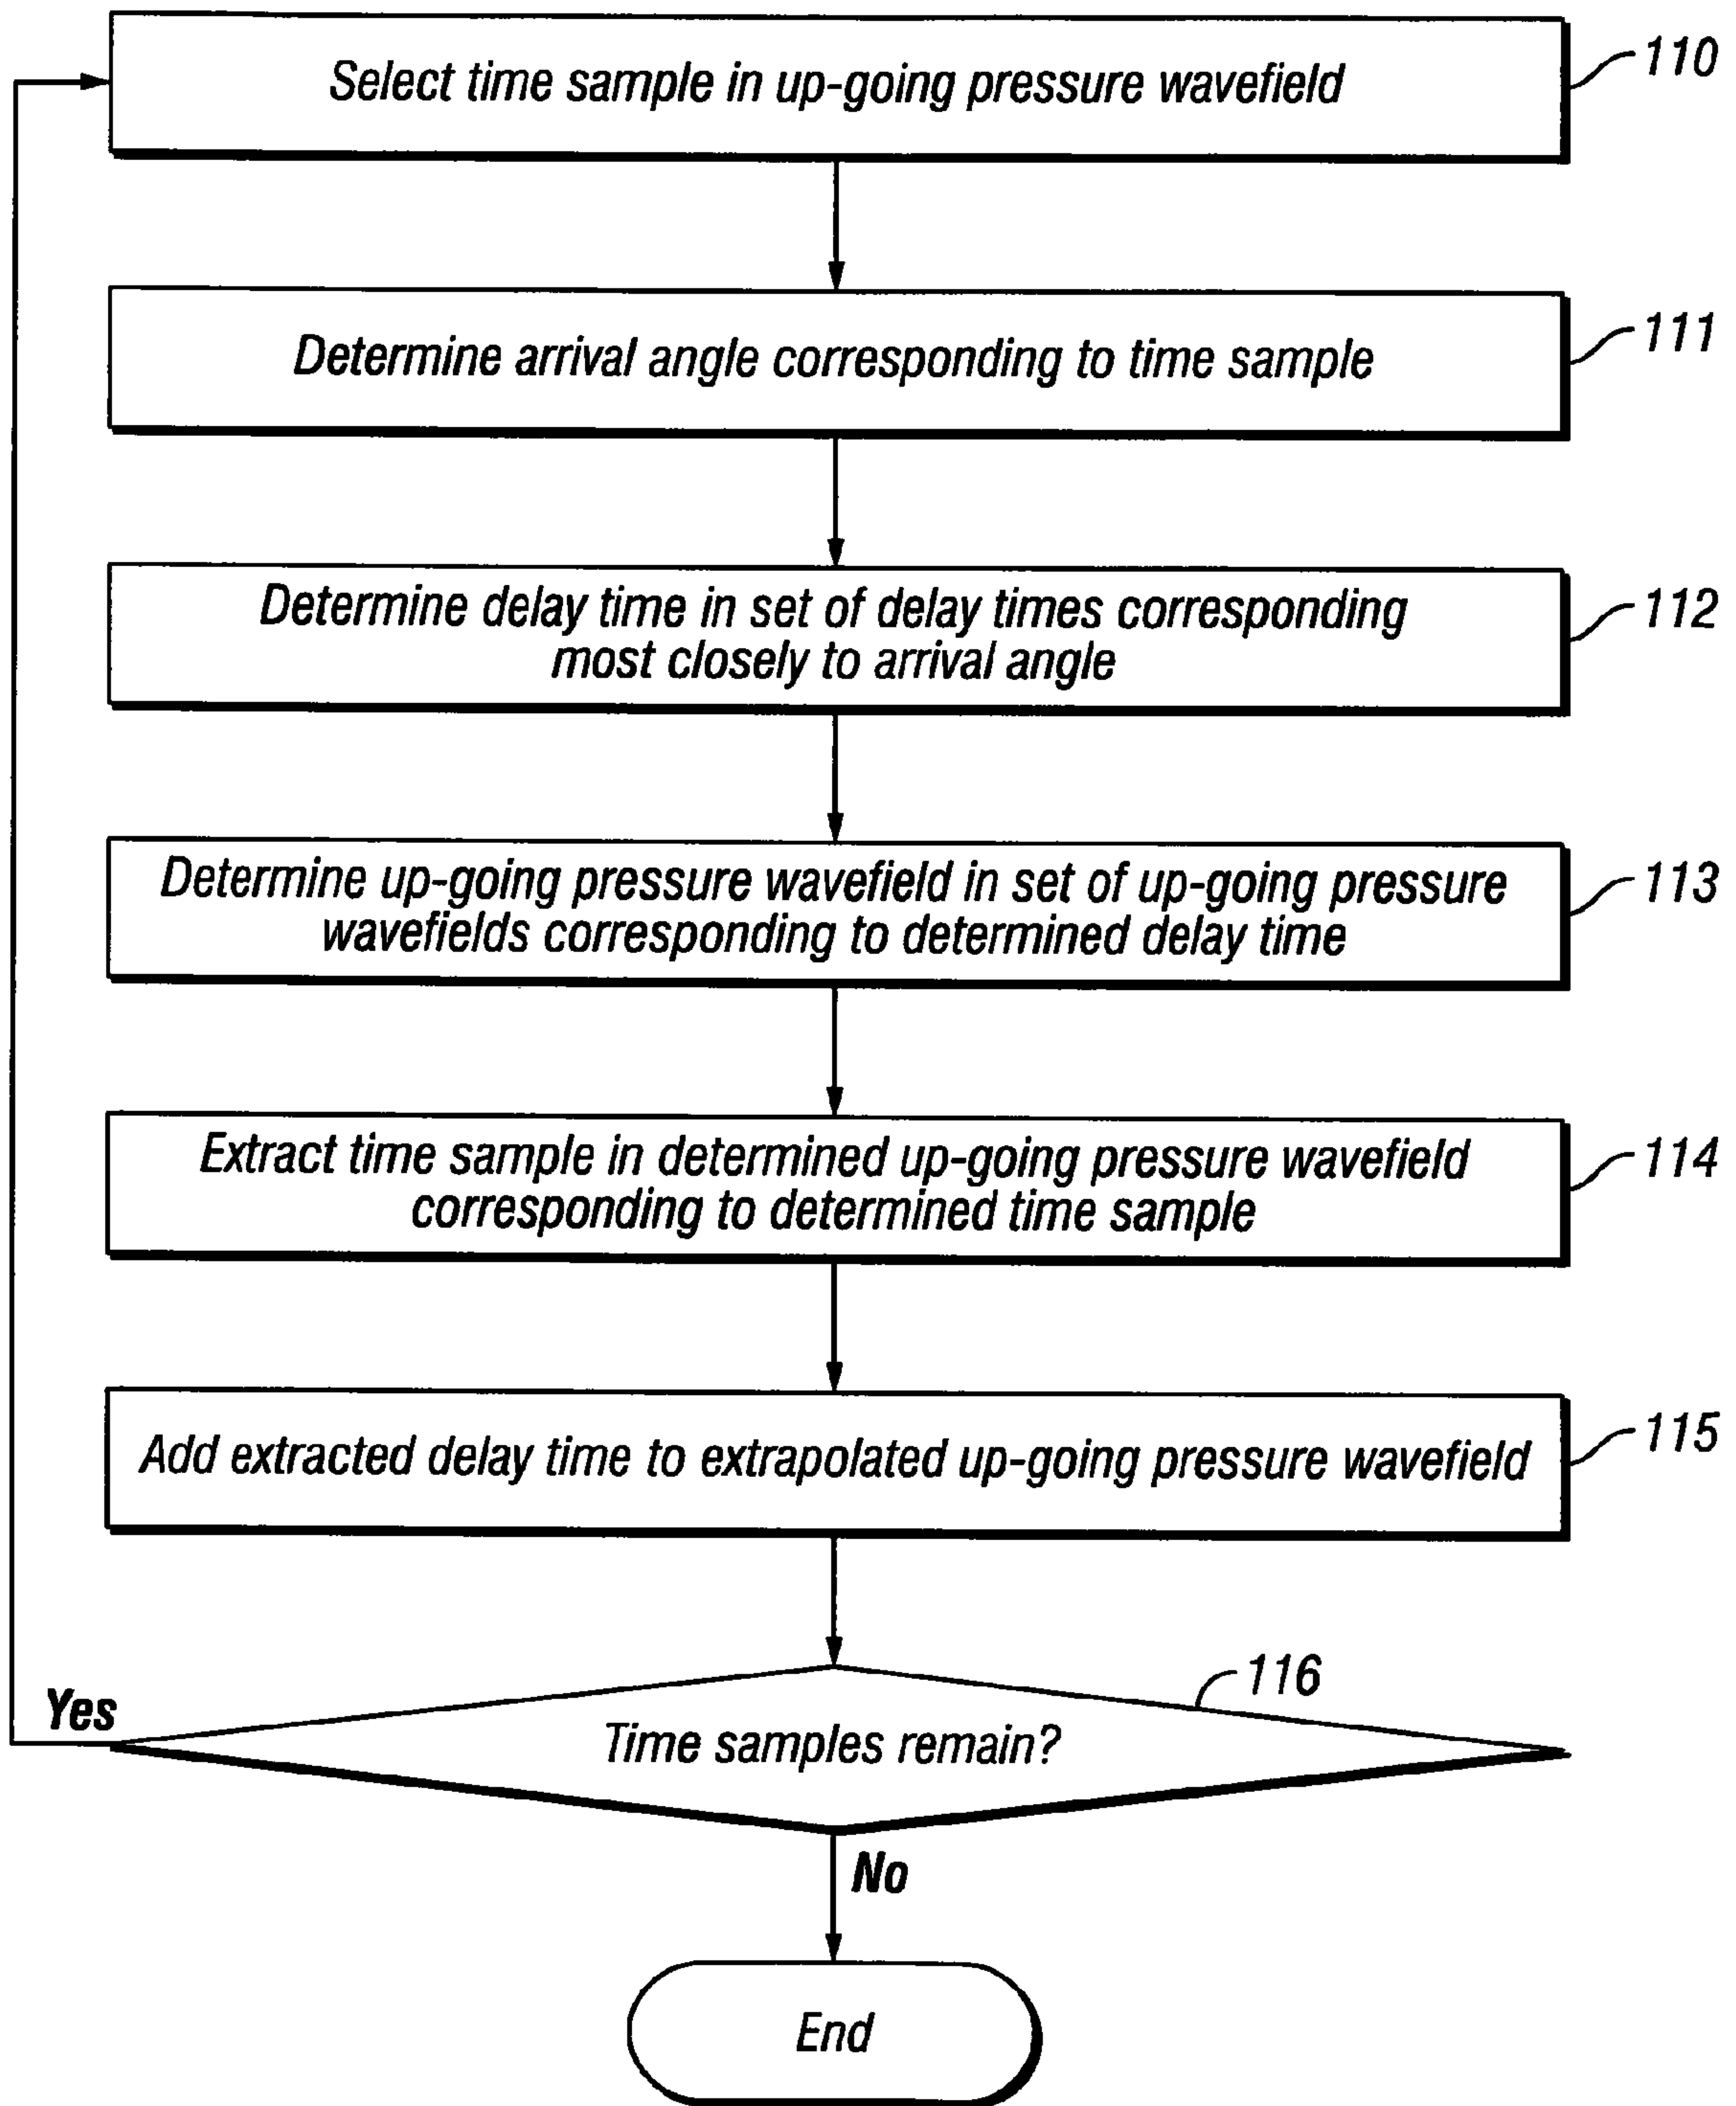 Select time sample in up-going pressure wavefield
110
Determine arrival angle corresponding to time sample
111
Determine delay time in set of delay times corresponding
most closely to arrival angle
112
Determine up-going pressure wavefield in set of up-going pressure
wavefields corresponding to determined delay time
113
Extract time sample in determined up-going pressure wavefield
corresponding to determined time sample
114
Add extracted delay time to extrapolated up-going pressure wavefield
115
116
Yes
Time samples remain?
No
End